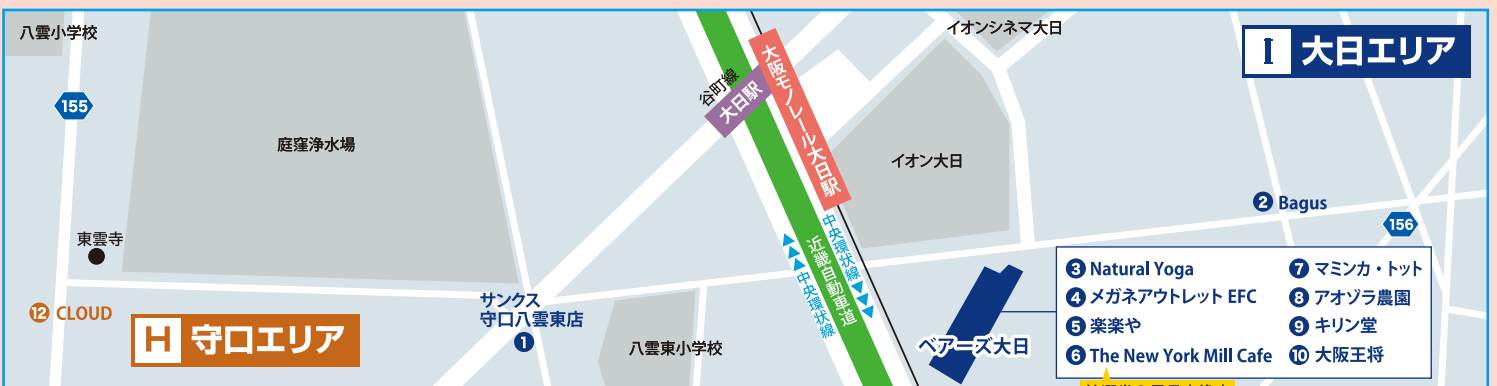 八雲小学校
155
庭窪浄水場
東雲寺
12 CLOUD
H 守口エリア
サンクス
守口八雲東店
1
八雲東小学校
谷町線
大日駅
大阪モノレール大日駅
中央環状線
近畿自動車道
中央環状線
イオンシネマ大日
イオン大日
I 大日エリア
2 Bagus
156
ベアーズ大日
3 Natural Yoga
4 メガネアウトレット EFC
5 楽楽や
6 The New York Mill Cafe
7 マミンカ・トット
8 アオゾラ農園
9 キリン堂
10 大阪王将